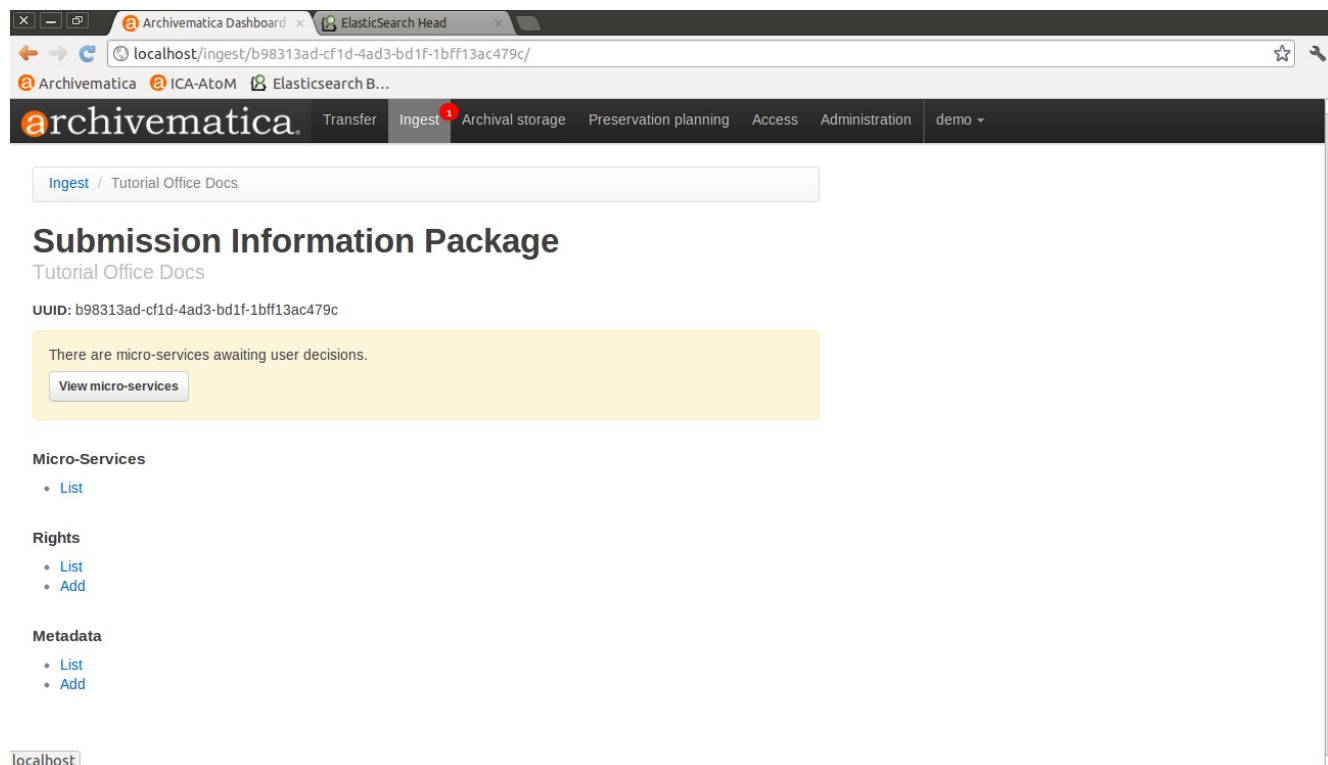 Archivematica Dashboard ElasticSearch Head
localhost/ingest/b98313ad-cf1d-4ad3-bd1f-1bff13ac479c/
Archivematica ICA-AtoM Elasticsearch B...
archivematica. Transfer Ingest 1 Archival storage Preservation planning Access Administration demo
Ingest / Tutorial Office Docs
Submission Information Package
Tutorial Office Docs
UUID: b98313ad-cf1d-4ad3-bd1f-1bff13ac479c
There are micro-services awaiting user decisions.
View micro-services
Micro-Services
List
Rights
List
Add
Metadata
List
Add
localhost